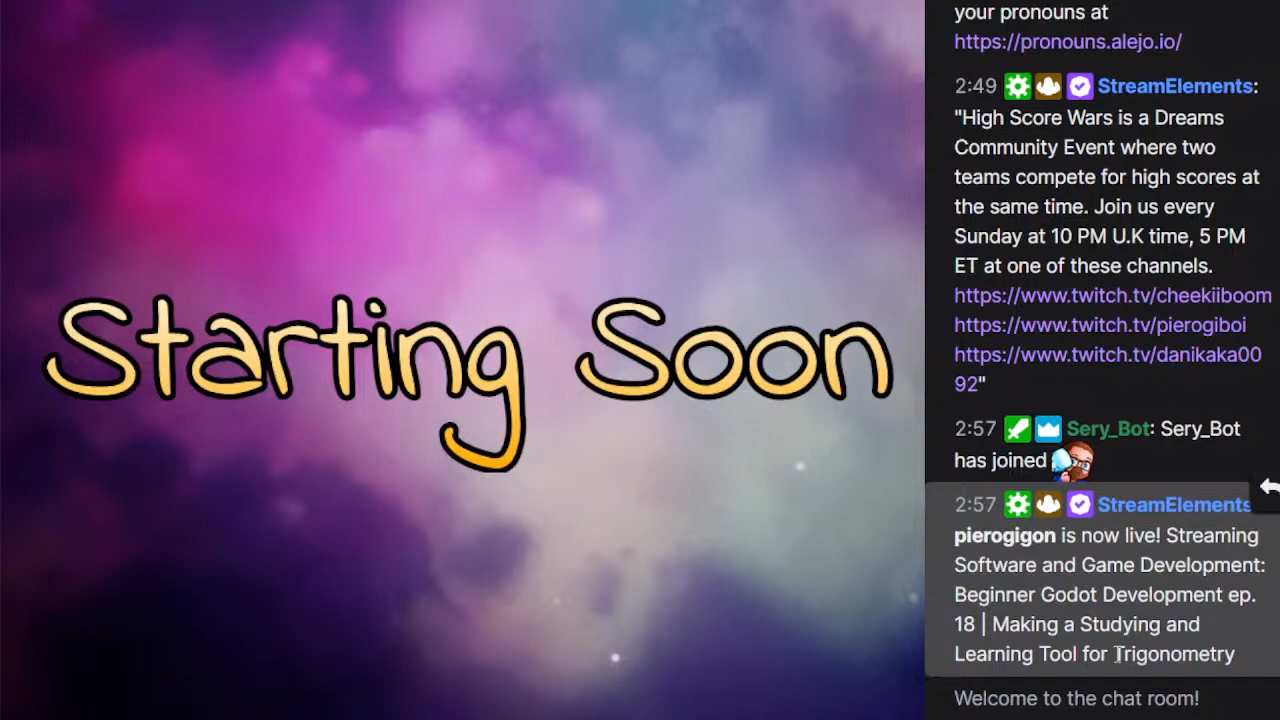 Starting Soon
your pronouns at
https://pronouns.alejo.io/
2:49 StreamElements:
"High Score Wars is a Dreams
Community Event where two
teams compete for high scores at
the same time. Join us every
Sunday at 10 PM U.K time, 5 PM
ET at one of these channels.
https://www.twitch.tv/cheekiiboom
https://www.twitch.tv/pierogiboi
https://www.twitch.tv/danikaka00
92"
2:57 Sery_Bot: Sery_Bot
has joined
2:57 StreamElements
pierogigon is now live! Streaming
Software and Game Development:
Beginner Godot Development ep.
18 | Making a Studying and
Learning Tool for Trigonometry
Welcome to the chat room!